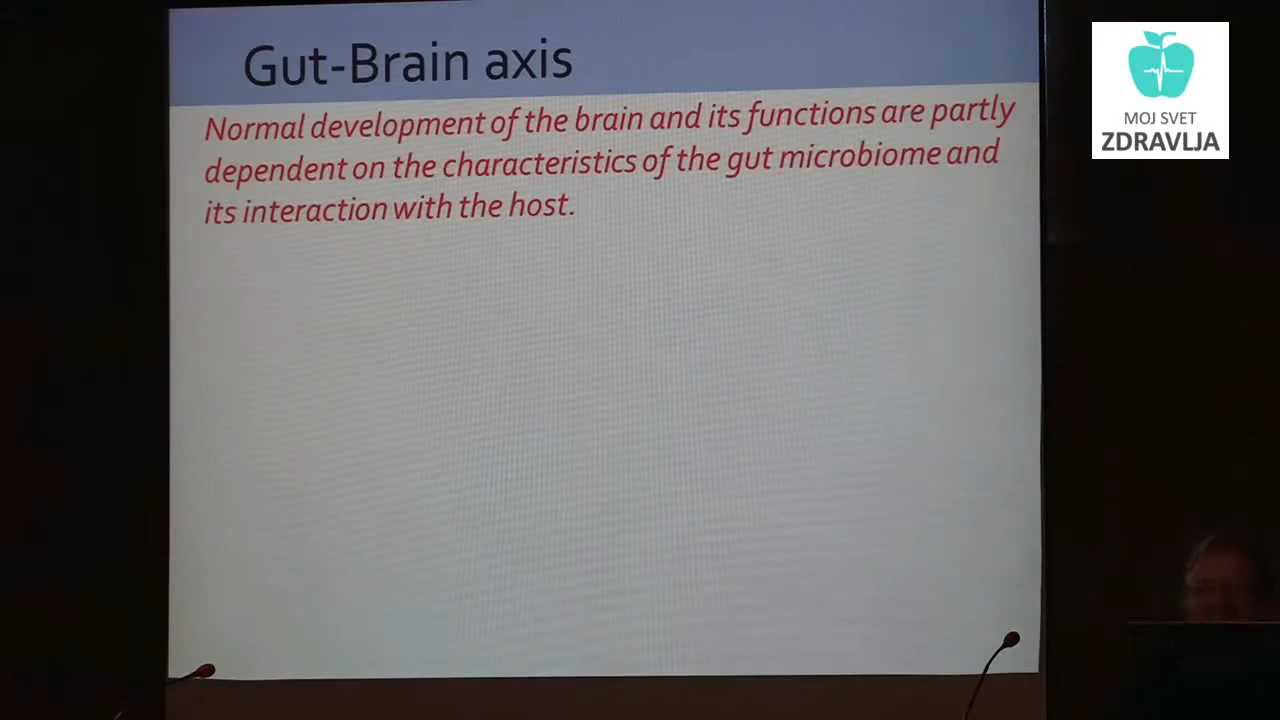 Gut-Brain axis
Normal development of the brain and its functions are partly
dependent on the characteristics of the gut microbiome and
its interaction with the host.
MOJ SVET
ZDRAVLJA